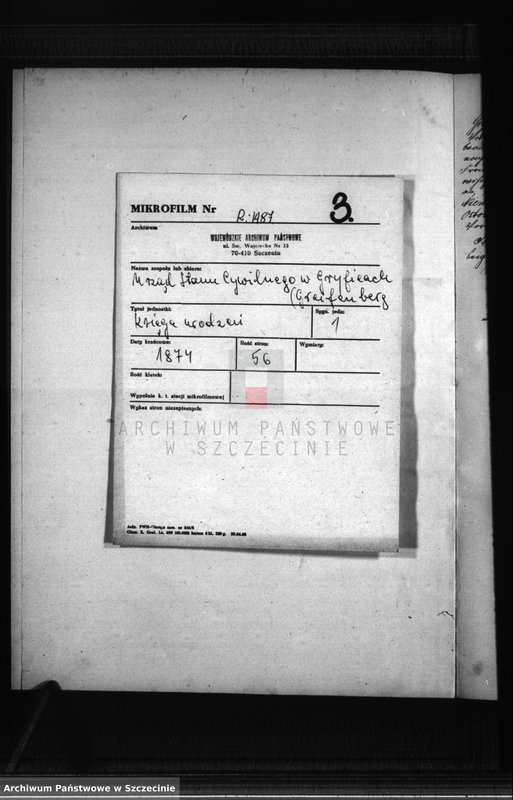 MIKROFILM Nr R-1987
3.
Archiwum
WOJEWÓDZKIE ARCHIWUM PAŃSTWOWE
ul. Św. Wojciecha Nr 13
70-410 Szczecin
Nazwa zespołu lub zbioru:
Urząd Stanu Cywilnego w Gryficach
(Greifenberg
Tytuł jednostki:
Sygn. jedn:
Księga urodzeń
1
Daty krańcowe:
Ilość stron:
Wymiary:
1874
56
Ilość klatek:
Wypełnia k. t. stacji mikrofilmowej
Wykaz stron niezapisanych:
ARCHIWUM PAŃSTWOWE
W SZCZECINIE
Archiwum Państwowe w Szczecinie